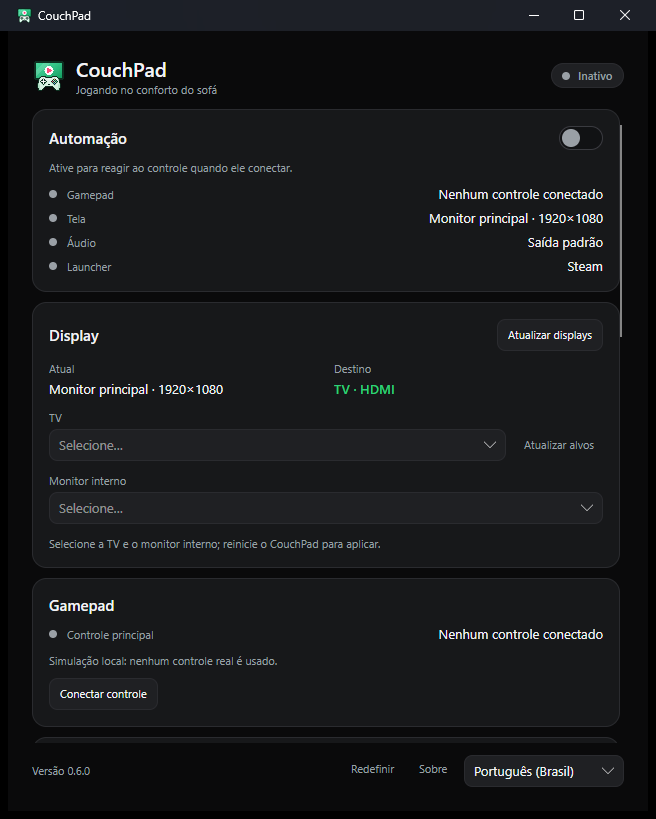 CouchPad
CouchPad
Jogando no conforto do sofá
Inativo
Automação
Ative para reagir ao controle quando ele conectar.
Gamepad
Nenhum controle conectado
Tela
Monitor principal · 1920×1080
Áudio
Saída padrão
Launcher
Steam
Display
Atualizar displays
Atual
Destino
Monitor principal · 1920×1080
TV · HDMI
TV
Selecione...
Atualizar alvos
Monitor interno
Selecione...
Selecione a TV e o monitor interno; reinicie o CouchPad para aplicar.
Gamepad
Controle principal
Nenhum controle conectado
Simulação local: nenhum controle real é usado.
Conectar controle
Versão 0.6.0
Redefinir
Sobre
Português (Brasil)